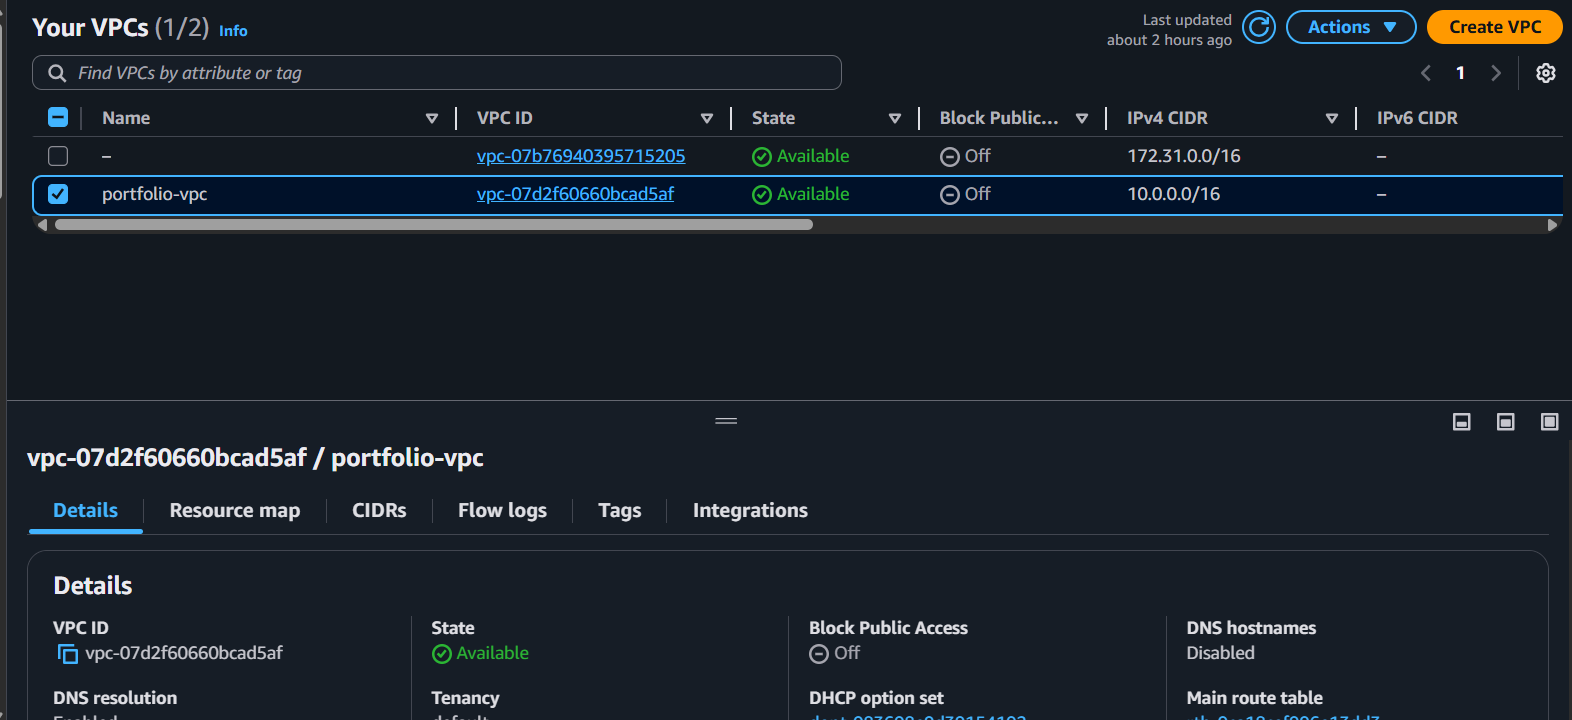 Your VPCs (1/2) Info
Last updated
about 2 hours ago
Actions
Create VPC
Find VPCs by attribute or tag
1
Name VPC ID State Block Public... IPv4 CIDR IPv6 CIDR
– vpc-07b76940395715205 Available Off 172.31.0.0/16 –
portfolio-vpc vpc-07d2f60660bcad5af Available Off 10.0.0.0/16 –
vpc-07d2f60660bcad5af / portfolio-vpc
Details Resource map CIDRs Flow logs Tags Integrations
Details
VPC ID State Block Public Access DNS hostnames
vpc-07d2f60660bcad5af Available Off Disabled
DNS resolution Tenancy DHCP option set Main route table
Enabled default